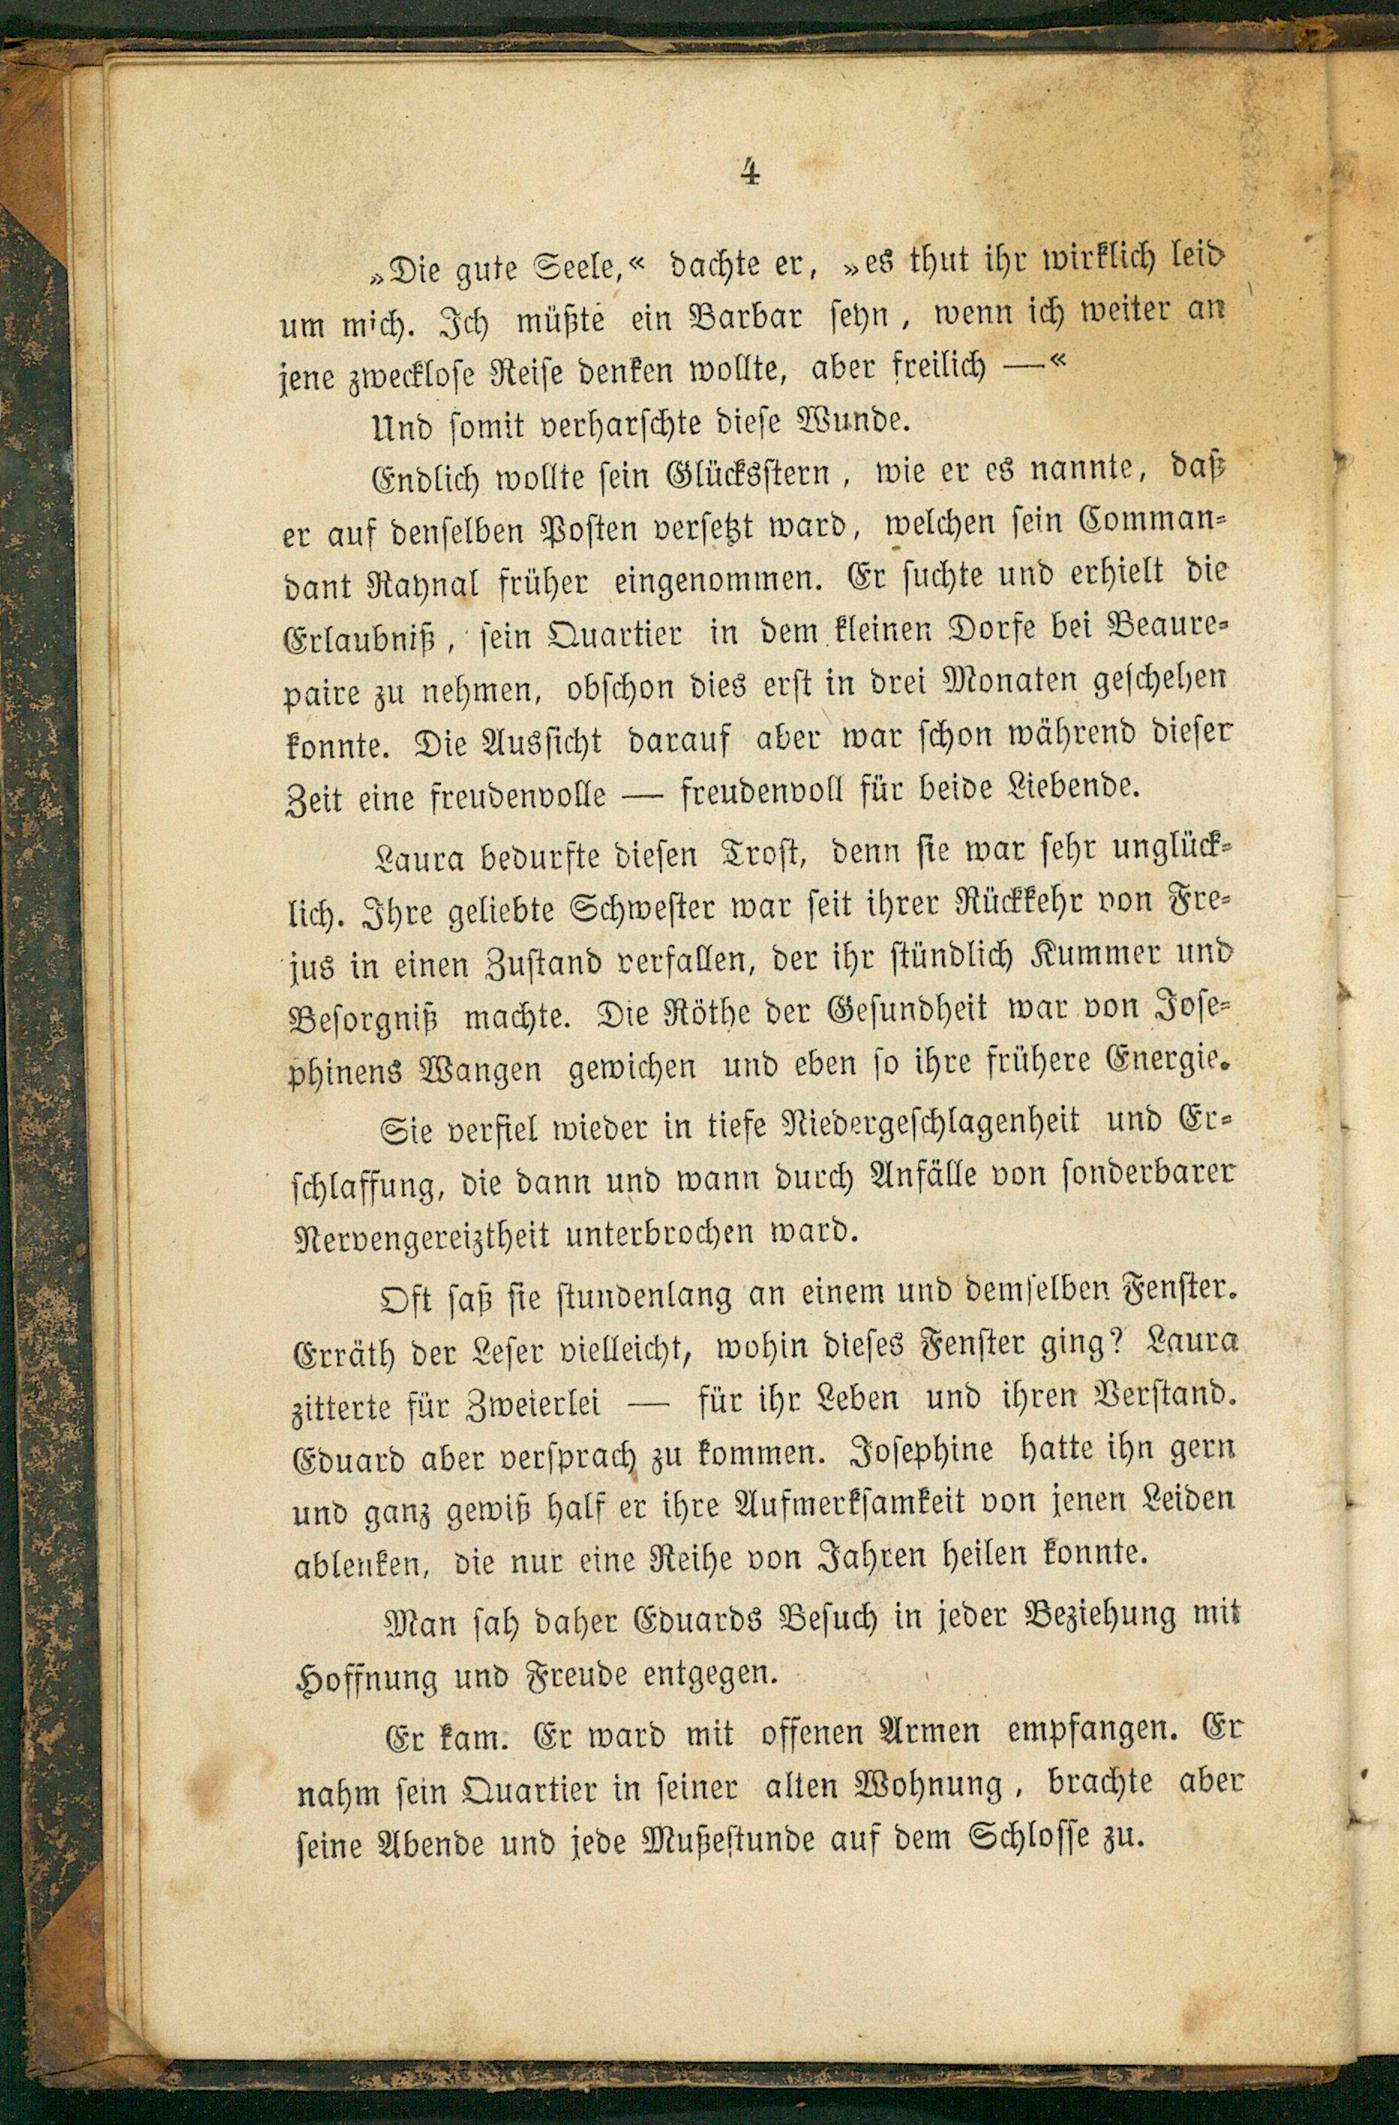 4
»Die gute Seele,« dachte er, »es thut ihr wirklich leid
um mich. Ich müßte ein Barbar seyn, wenn ich weiter an
jene zwecklose Reise denken wollte, aber freilich —«
Und somit verharschte diese Wunde.
Endlich wollte sein Glücksstern, wie er es nannte, daß
er auf denselben Posten versetzt ward, welchen sein Comman-
dant Raynal früher eingenommen. Er suchte und erhielt die
Erlaubniß, sein Quartier in dem kleinen Dorfe bei Beaure-
paire zu nehmen, obschon dies erst in drei Monaten geschehen
konnte. Die Aussicht darauf aber war schon während dieser
Zeit eine freudenvolle — freudenvoll für beide Liebende.
Laura bedurfte diesen Trost, denn sie war sehr unglück-
lich. Ihre geliebte Schwester war seit ihrer Rückkehr von Fre-
jus in einen Zustand verfallen, der ihr stündlich Kummer und
Besorgniß machte. Die Röthe der Gesundheit war von Jose-
phinens Wangen gewichen und eben so ihre frühere Energie.
Sie verfiel wieder in tiefe Niedergeschlagenheit und Er-
schlaffung, die dann und wann durch Anfälle von sonderbarer
Nervengereiztheit unterbrochen ward.
Oft saß sie stundenlang an einem und demselben Fenster.
Erräth der Leser vielleicht, wohin dieses Fenster ging? Laura
zitterte für Zweierlei — für ihr Leben und ihren Verstand.
Eduard aber versprach zu kommen. Josephine hatte ihn gern
und ganz gewiß half er ihre Aufmerksamkeit von jenen Leiden
ablenken, die nur eine Reihe von Jahren heilen konnte.
Man sah daher Eduards Besuch in jeder Beziehung mit
Hoffnung und Freude entgegen.
Er kam. Er ward mit offenen Armen empfangen. Er
nahm sein Quartier in seiner alten Wohnung, brachte aber
seine Abende und jede Mußestunde auf dem Schlosse zu.